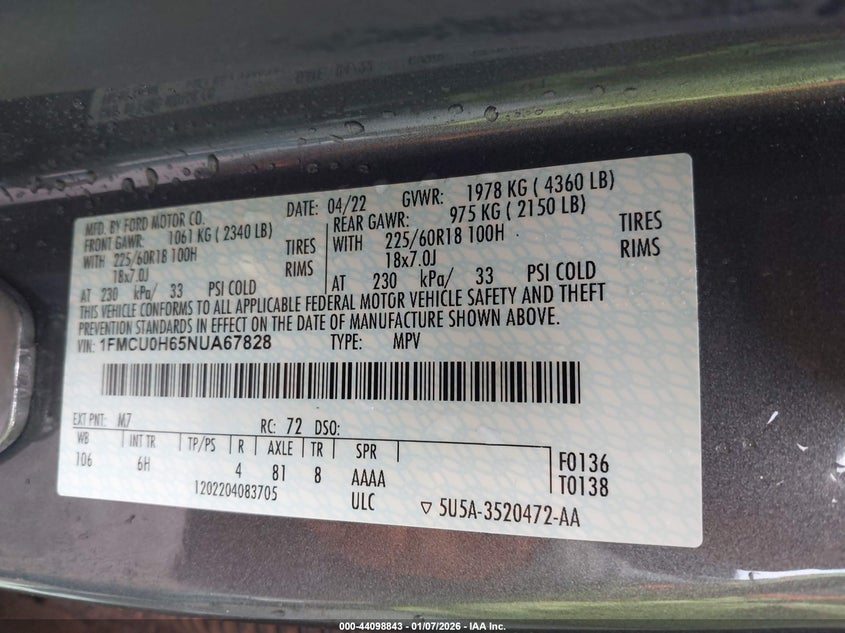 MFD. BY FORD MOTOR CO.
DATE: 04/22 GVWR: 1978 KG ( 4360 LB)
FRONT GAWR: 1061 KG ( 2340 LB)
WITH 225/60R18 100H TIRES
18x7.0J RIMS
AT 230 kPa/ 33 PSI COLD
REAR GAWR: 975 KG ( 2150 LB)
WITH 225/60R18 100H TIRES
18x7.0J RIMS
AT 230 kPa/ 33 PSI COLD
THIS VEHICLE CONFORMS TO ALL APPLICABLE FEDERAL MOTOR VEHICLE SAFETY AND THEFT
PREVENTION STANDARDS IN EFFECT ON THE DATE OF MANUFACTURE SHOWN ABOVE.
VIN: 1FMCU0H65NUA67828 TYPE: MPV
EXT PNT: M7 RC: 72 DSO:
WB INT TR TP/PS R AXLE TR SPR
106 6H 4 81 8 AAAA
ULC
1202204083705
F0136
T0138
▽ 5U5A-3520472-AA
000-44098843 - 01/07/2026 - IAA Inc.